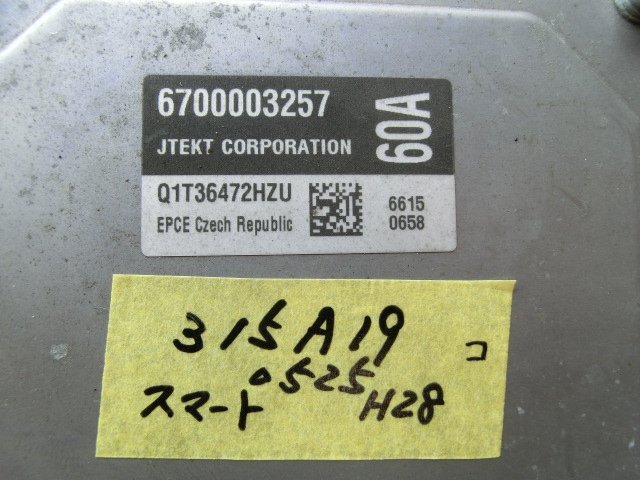 6700003257
JTEKT CORPORATION
60A
Q1T36472HZU
EPCE Czech Republic
6615
0658
315A19
コ
0525
スマート
H28